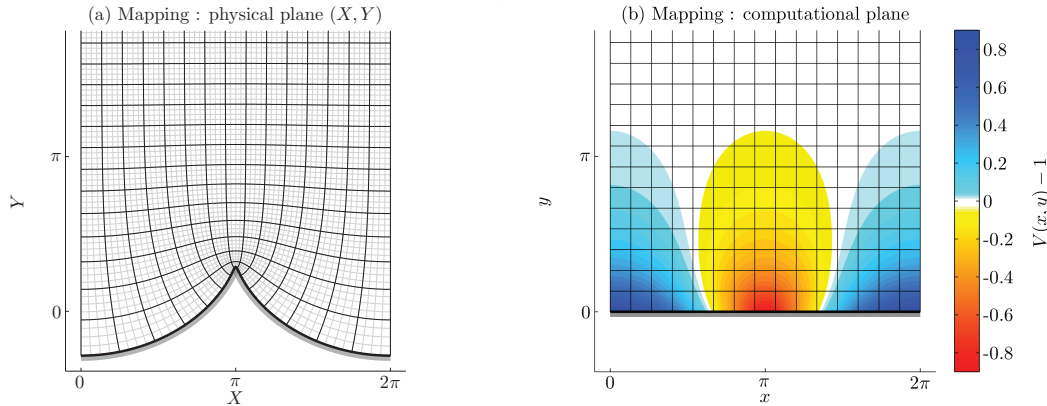 (a) Mapping : physical plane (X, Y)
π
0
Y
0
π
2π
X
(b) Mapping : computational plane
π
0
y
0
π
2π
x
0.8
0.6
0.4
0.2
0
-0.2
-0.4
-0.6
-0.8
V(x, y) − 1